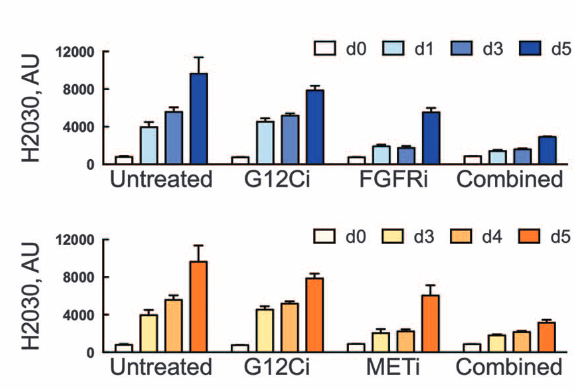 d0 d1 d3 d5
H2030, AU
12000
8000
4000
0
Untreated G12Ci FGFRi Combined
d0 d3 d4 d5
H2030, AU
12000
8000
4000
0
Untreated G12Ci METi Combined